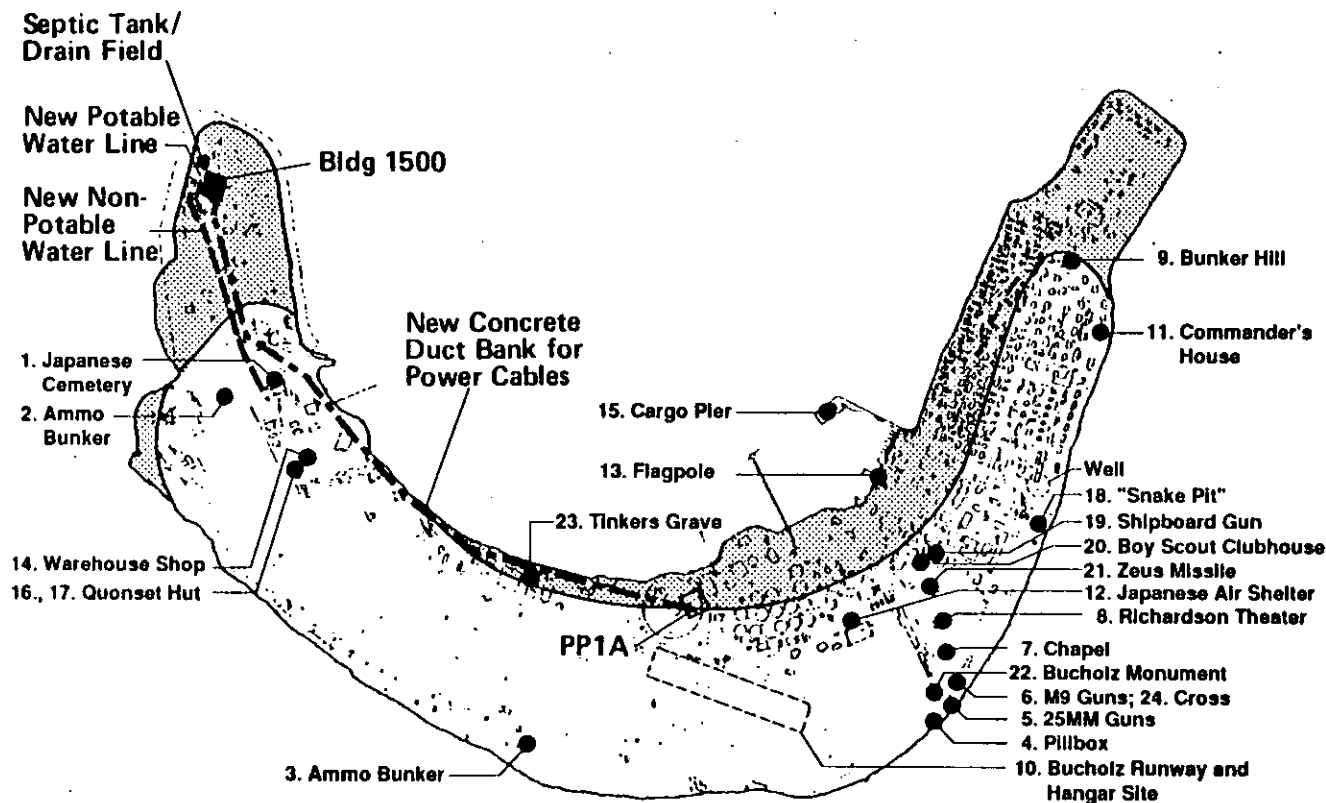 Septic Tank/
Drain Field
New Potable
Water Line
Bldg 1500
New Non-
Potable
Water Line
New Concrete
Duct Bank for
Power Cables
1. Japanese
Cemetery
2. Ammo
Bunker
9. Bunker Hill
11. Commander's
House
15. Cargo Pier
13. Flagpole
Well
18. "Snake Pit"
19. Shipboard Gun
20. Boy Scout Clubhouse
21. Zeus Missile
12. Japanese Air Shelter
8. Richardson Theater
7. Chapel
22. Bucholz Monument
6. M9 Guns; 24. Cross
5. 25MM Guns
4. Pillbox
10. Bucholz Runway and
Hangar Site
23. Tinkers Grave
14. Warehouse Shop
16., 17. Quonset Hut
PP1A
3. Ammo Bunker